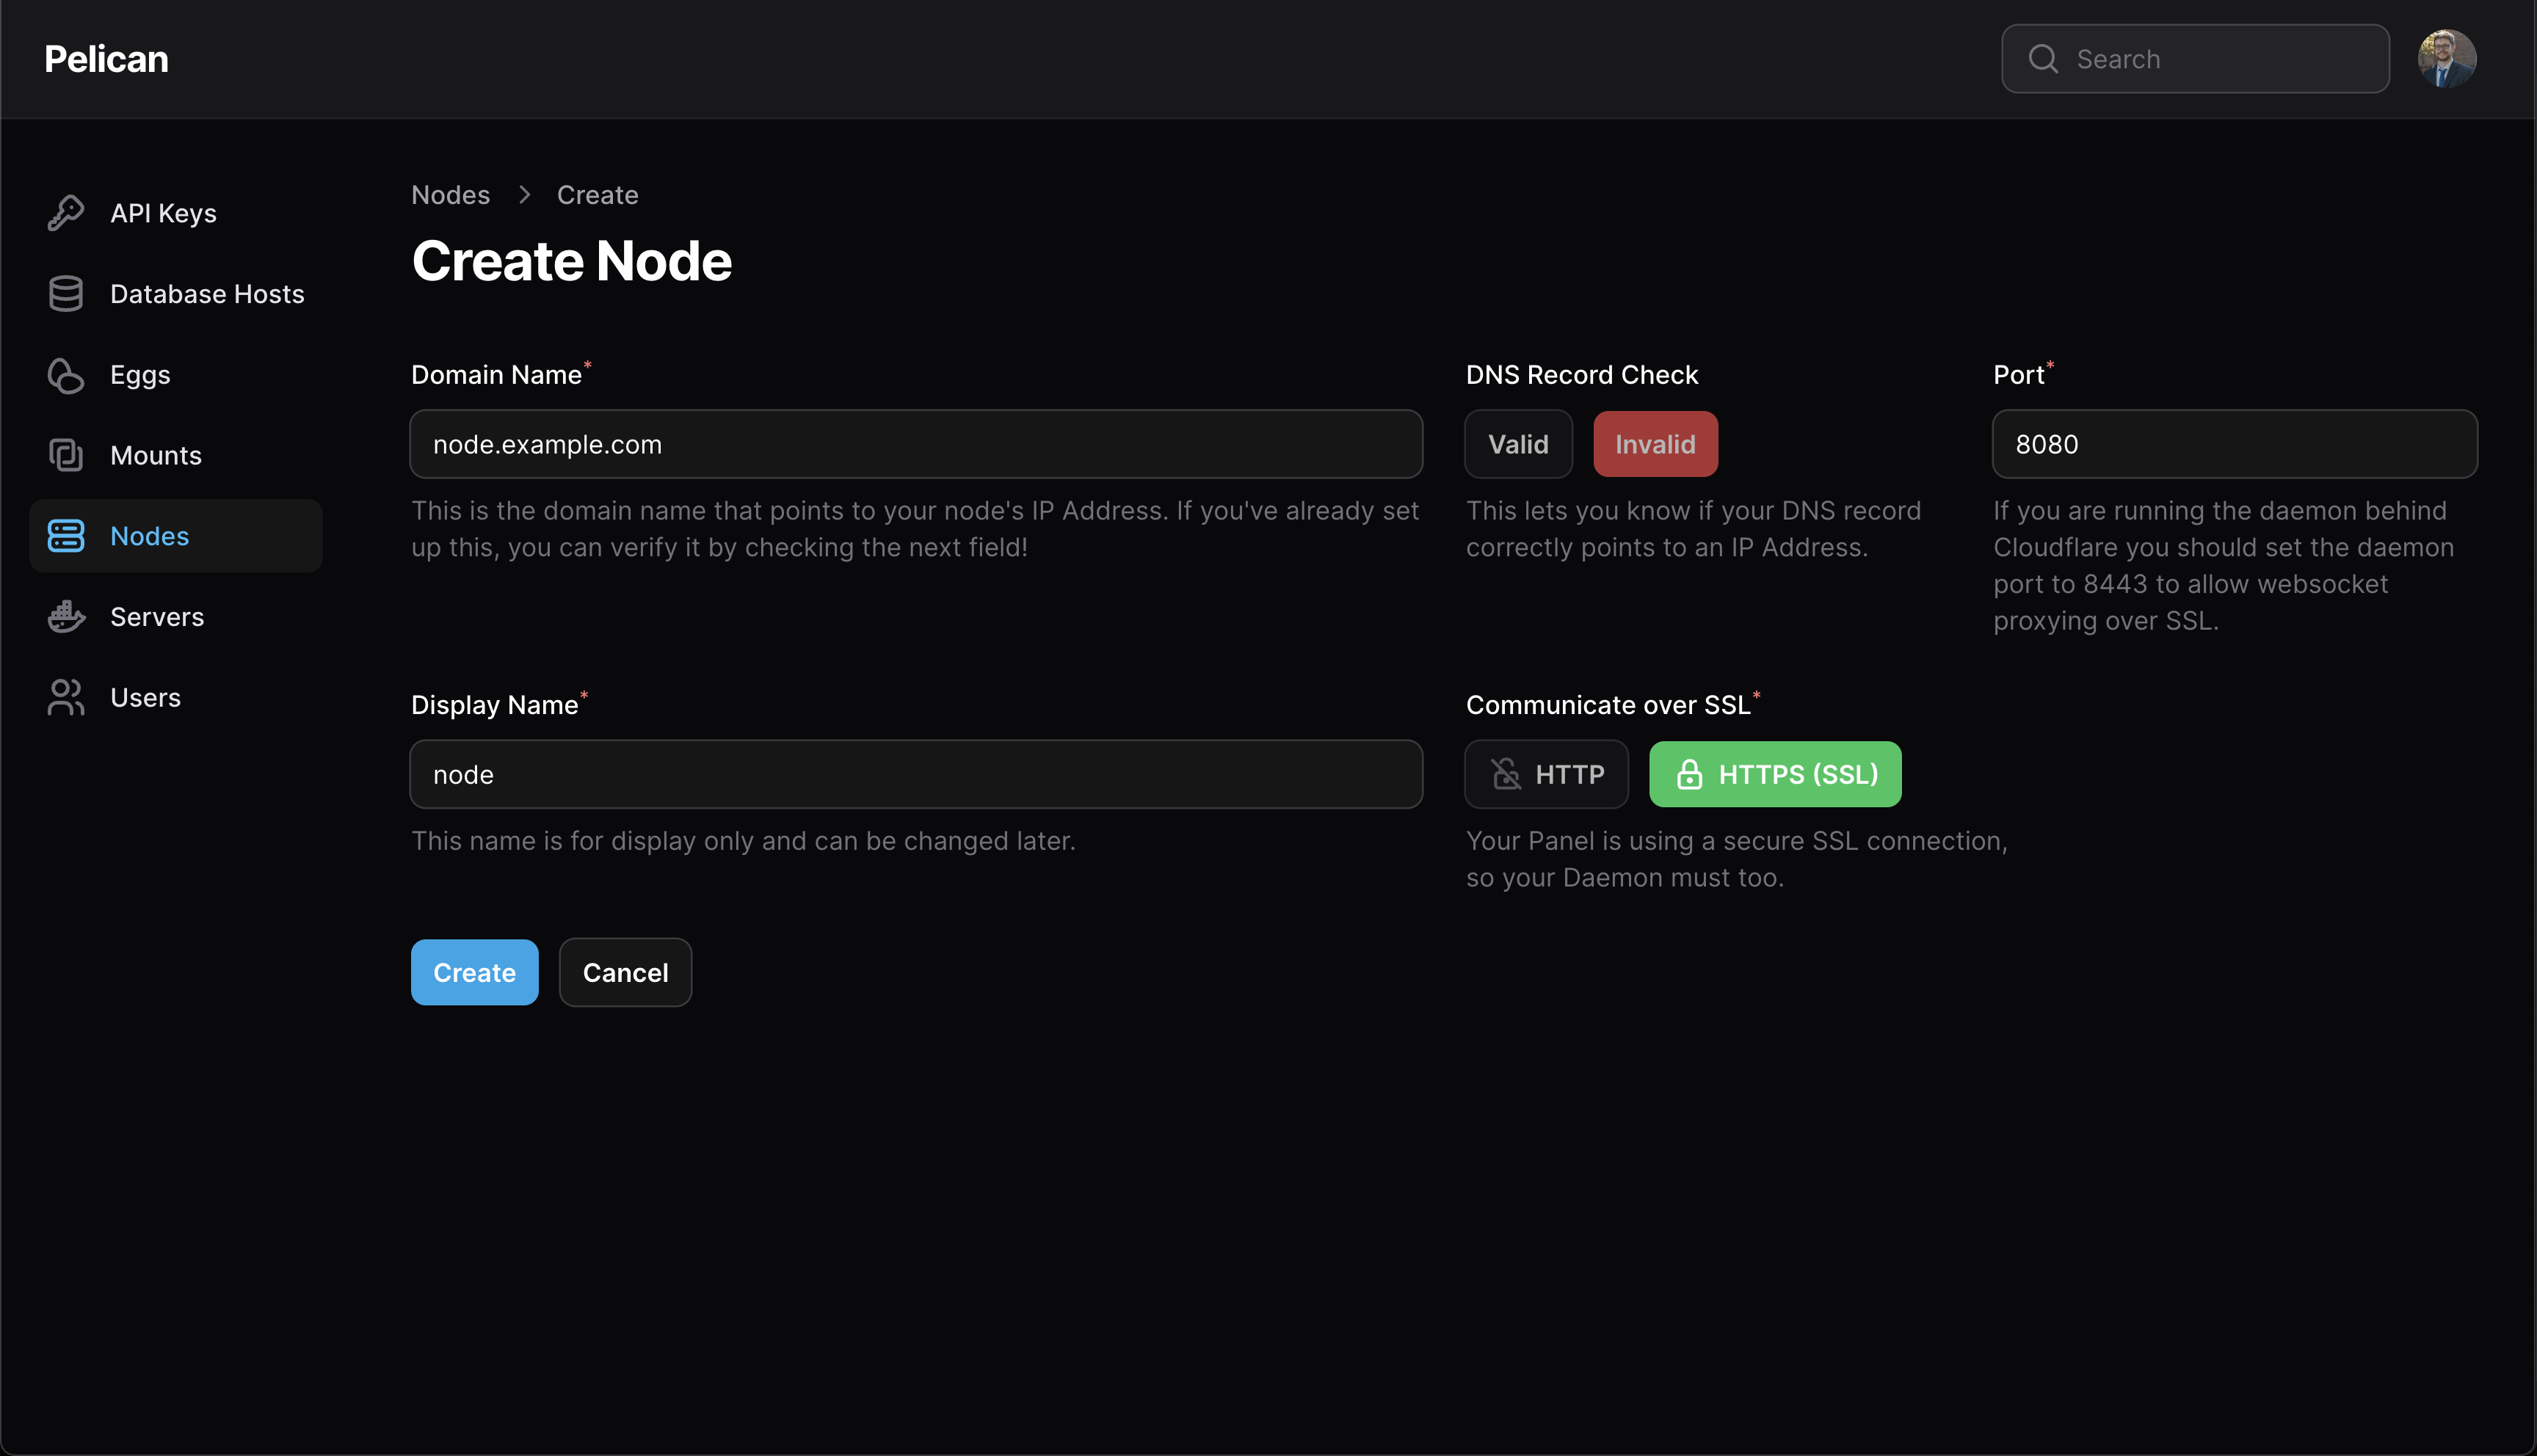 Pelican
Search
API Keys
Database Hosts
Eggs
Mounts
Nodes
Servers
Users
Nodes > Create
Create Node
Domain Name*
node.example.com
This is the domain name that points to your node's IP Address. If you've already set
up this, you can verify it by checking the next field!
DNS Record Check
Valid
Invalid
This lets you know if your DNS record
correctly points to an IP Address.
Port*
8080
If you are running the daemon behind
Cloudflare you should set the daemon
port to 8443 to allow websocket
proxying over SSL.
Display Name*
node
This name is for display only and can be changed later.
Communicate over SSL*
HTTP
HTTPS (SSL)
Your Panel is using a secure SSL connection,
so your Daemon must too.
Create
Cancel